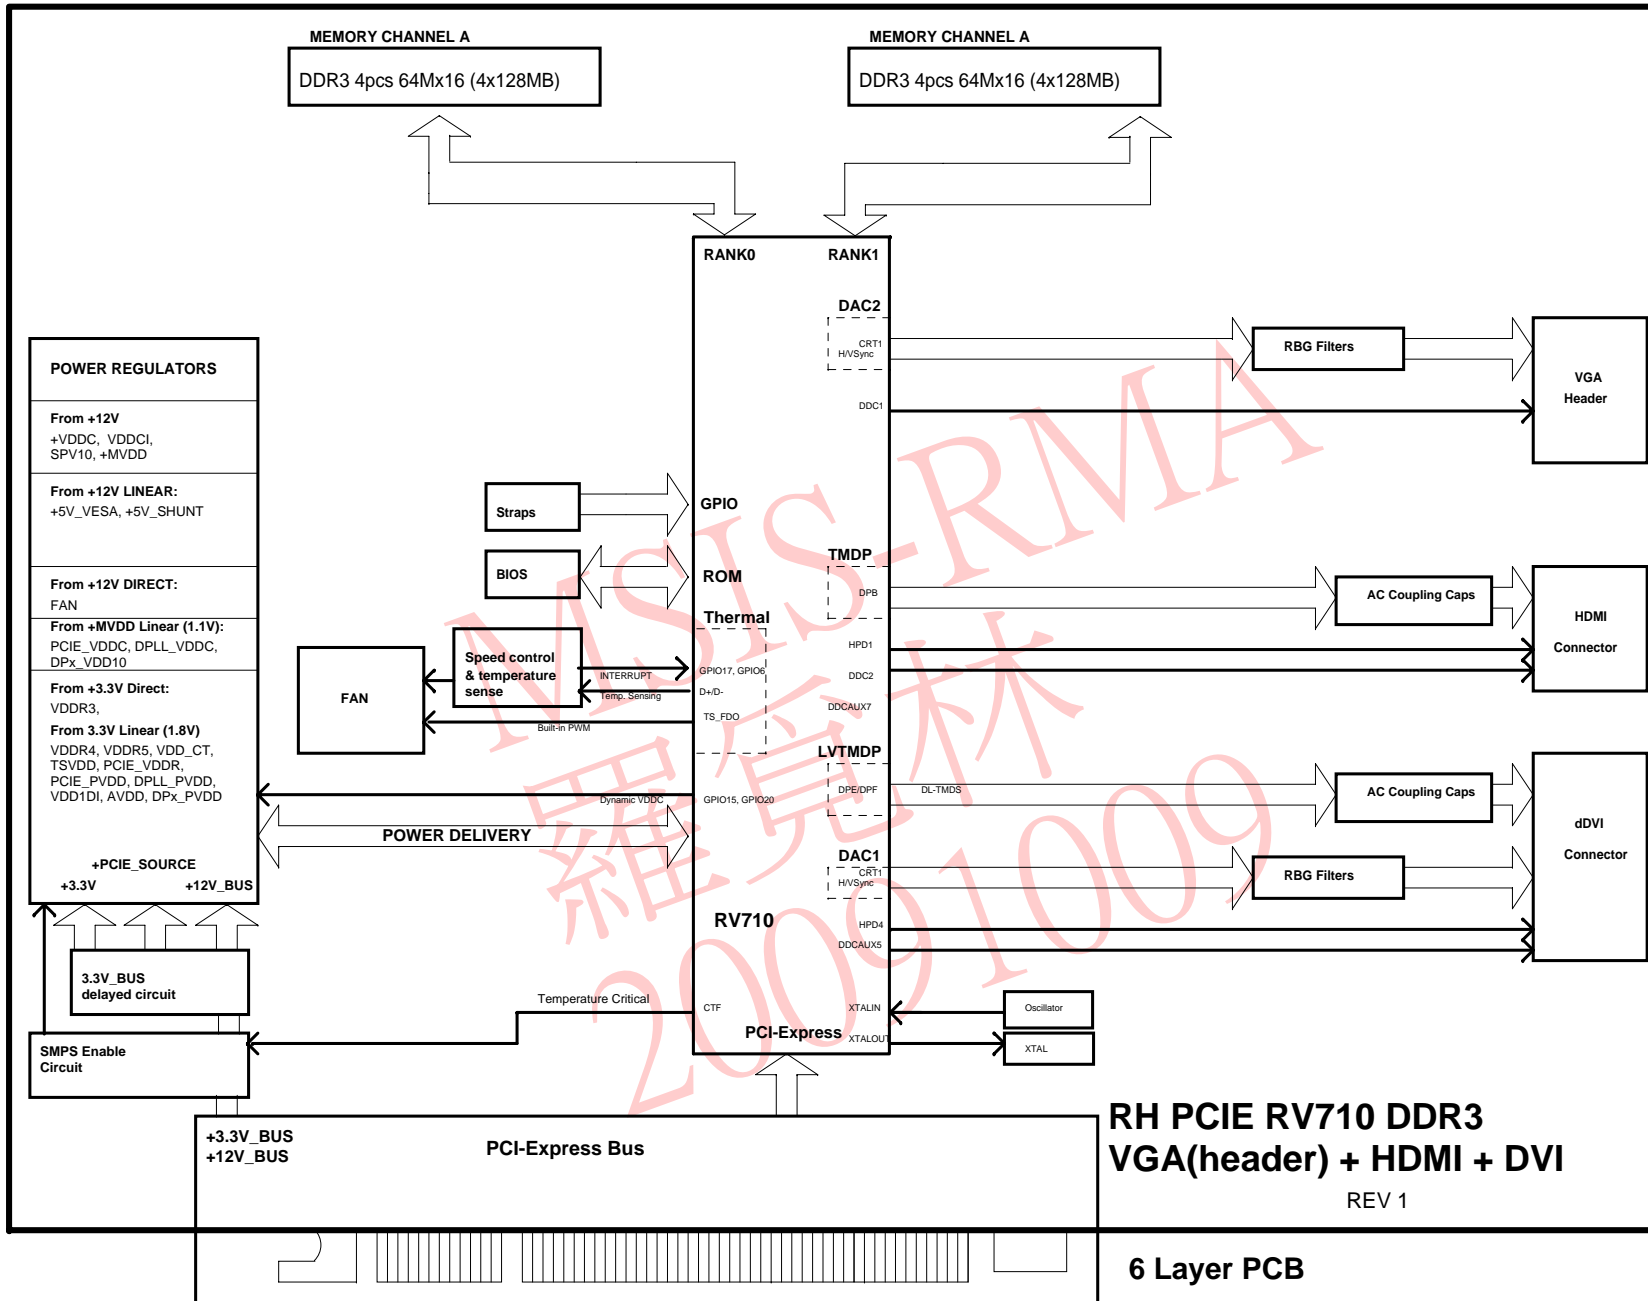 MEMORY CHANNEL A
DDR3 4pcs 64Mx16 (4x128MB)
MEMORY CHANNEL A
DDR3 4pcs 64Mx16 (4x128MB)
RANK0
RANK1
DAC2
CRT1
H/VSync
DDC1
RBG Filters
VGA
Header
POWER REGULATORS
From +12V
+VDDC, VDDCI,
SPV10, +MVDD
From +12V LINEAR:
+5V_VESA, +5V_SHUNT
From +12V DIRECT:
FAN
From +MVDD Linear (1.1V):
PCIE_VDDC, DPLL_VDDC,
DPx_VDD10
From +3.3V Direct:
VDDR3,
From 3.3V Linear (1.8V)
VDDR4, VDDR5, VDD_CT,
TSVDD, PCIE_VDDR,
PCIE_PVDD, DPLL_PVDD,
VDD1DI, AVDD, DPx_PVDD
+PCIE_SOURCE
+3.3V
+12V_BUS
3.3V_BUS
delayed circuit
SMPS Enable
Circuit
Straps
GPIO
BIOS
ROM
Thermal
FAN
Speed control
& temperature
sense
INTERRUPT
Temp. Sensing
Built-in PWM
GPIO17, GPIO6
D+/D-
TS_FDO
Dynamic VDDC
GPIO15, GPIO20
POWER DELIVERY
TMDP
DPB
HPD1
DDC2
DDCAUX7
AC Coupling Caps
HDMI
Connector
LVTMDP
DPE/DPF
DL-TMDS
AC Coupling Caps
dDVI
Connector
DAC1
CRT1
H/VSync
RBG Filters
HPD4
DDCAUX5
RV710
Temperature Critical
CTF
XTALIN
XTALOUT
PCI-Express
Oscillator
XTAL
+3.3V_BUS
+12V_BUS
PCI-Express Bus
RH PCIE RV710 DDR3
VGA(header) + HDMI + DVI
REV 1
6 Layer PCB
MSIS-RMA
羅覓林
20091009